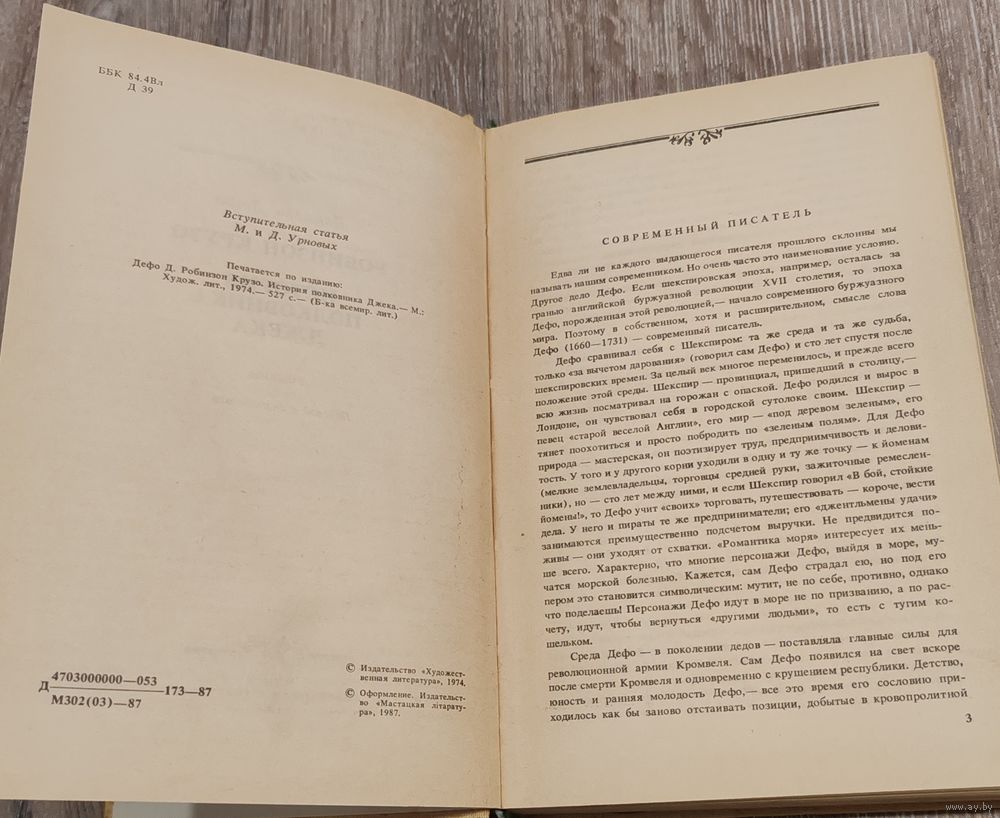 ББК 84.4Вл
Д 39
Вступительная статья
М. и Д. Урновых
Печатается по изданию:
Дефо Д. Робинзон Крузо. История полковника Джека.— М.:
Худож. лит., 1974.— 527 с.— (Б-ка всемир. лит.)
4703000000—053
Д 173—87
М302(03)—87
© Издательство «Художест-
венная литература», 1974.
© Оформление. Издательст-
во «Мастацкая лiтарату-
ра», 1987.
СОВРЕМЕННЫЙ ПИСАТЕЛЬ
Едва ли не каждого выдающегося писателя прошлого склонны мы
называть нашим современником. Но очень часто это наименование условно.
Другое дело Дефо. Если шекспировская эпоха, например, осталась за
гранью английской буржуазной революции XVII столетия, то эпоха
Дефо, порожденная этой революцией,— начало современного буржуазного
мира. Поэтому в собственном, хотя и расширительном, смысле слова
Дефо (1660—1731) — современный писатель.
Дефо сравнивал себя с Шекспиром: та же среда и та же судьба,
только «за вычетом дарования» (говорил сам Дефо) и сто лет спустя после
шекспировских времен. За целый век многое переменилось, и прежде всего
положение этой среды. Шекспир — провинциал, пришедший в столицу,—
всю жизнь посматривал на горожан с опаской. Дефо родился и вырос в
Лондоне, он чувствовал себя в городской сутолоке своим. Шекспир —
певец «старой веселой Англии», его мир — «под деревом зеленым», его
тянет поохотиться и просто побродить по «зеленым полям». Для Дефо
природа — мастерская, он поэтизирует труд, предприимчивость и делови-
тость. У того и у другого корни уходили в одну и ту же точку — к йоменам
(мелкие землевладельцы, торговцы средней руки, зажиточные ремеслен-
ники), но — сто лет между ними, и если Шекспир говорил «В бой, стойкие
йомены!», то Дефо учит «своих» торговать, путешествовать — короче, вести
дела. У него и пираты те же предприниматели; его «джентльмены удачи»
занимаются преимущественно подсчетом выручки. Не предвидится по-
живы — они уходят от схватки. «Романтика моря» интересует их мень-
ше всего. Характерно, что многие персонажи Дефо, выйдя в море, му-
чатся морской болезнью. Кажется, сам Дефо страдал ею, но под его
пером это становится символическим: мутит, не по себе, противно, однако
что поделаешь! Персонажи Дефо идут в море не по призванию, а по рас-
чету, идут, чтобы вернуться «другими людьми», то есть с тугим ко-
шельком.
Среда Дефо — в поколении дедов — поставляла главные силы для
революционной армии Кромвеля. Сам Дефо появился на свет вскоре
после смерти Кромвеля и одновременно с крушением республики. Детство,
юность и ранняя молодость Дефо,— все это время его сословию при-
ходилось как бы заново отстаивать позиции, добытые в кровопролитной
3
www.ay.by